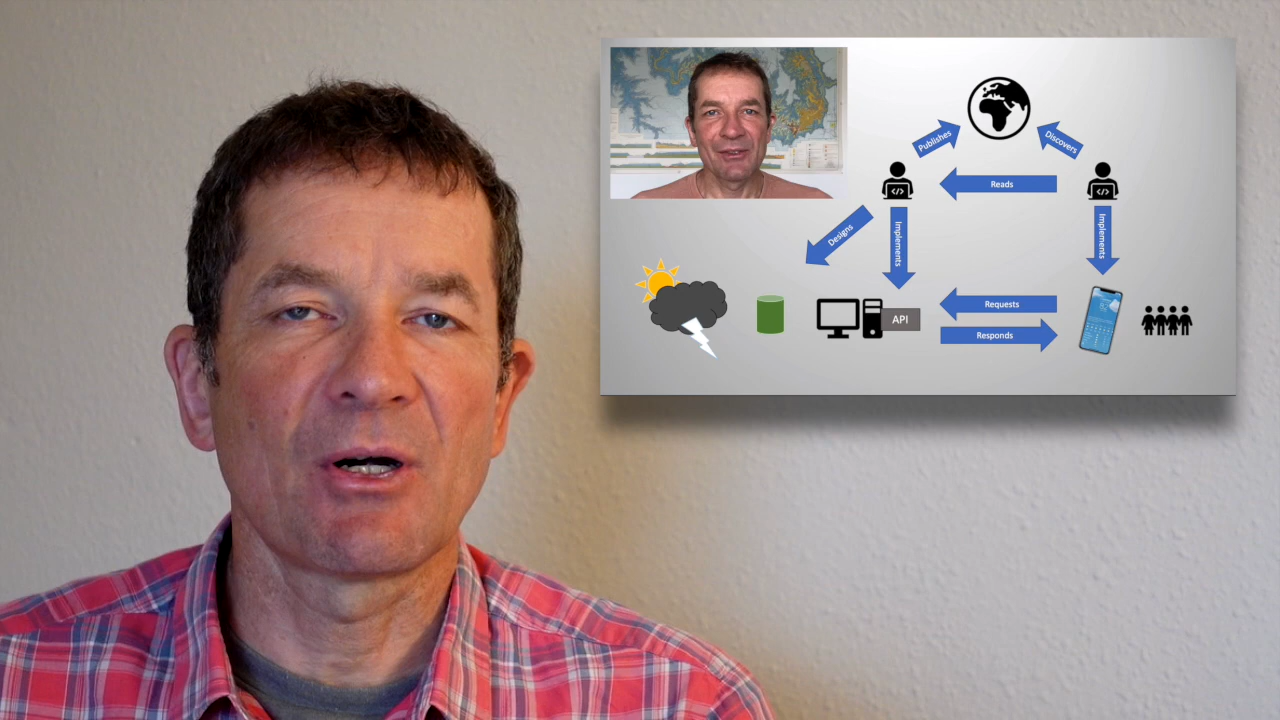 Publishes
Discovers
Reads
Designs
Implements
Implements
Requests
API
Responds